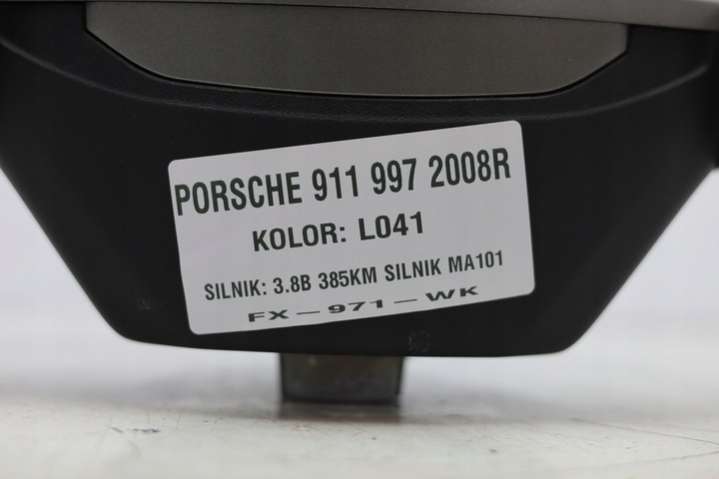 PORSCHE 911 997 2008R
KOLOR: L041
SILNIK: 3.8B 385KM SILNIK MA101
FX-971-WK